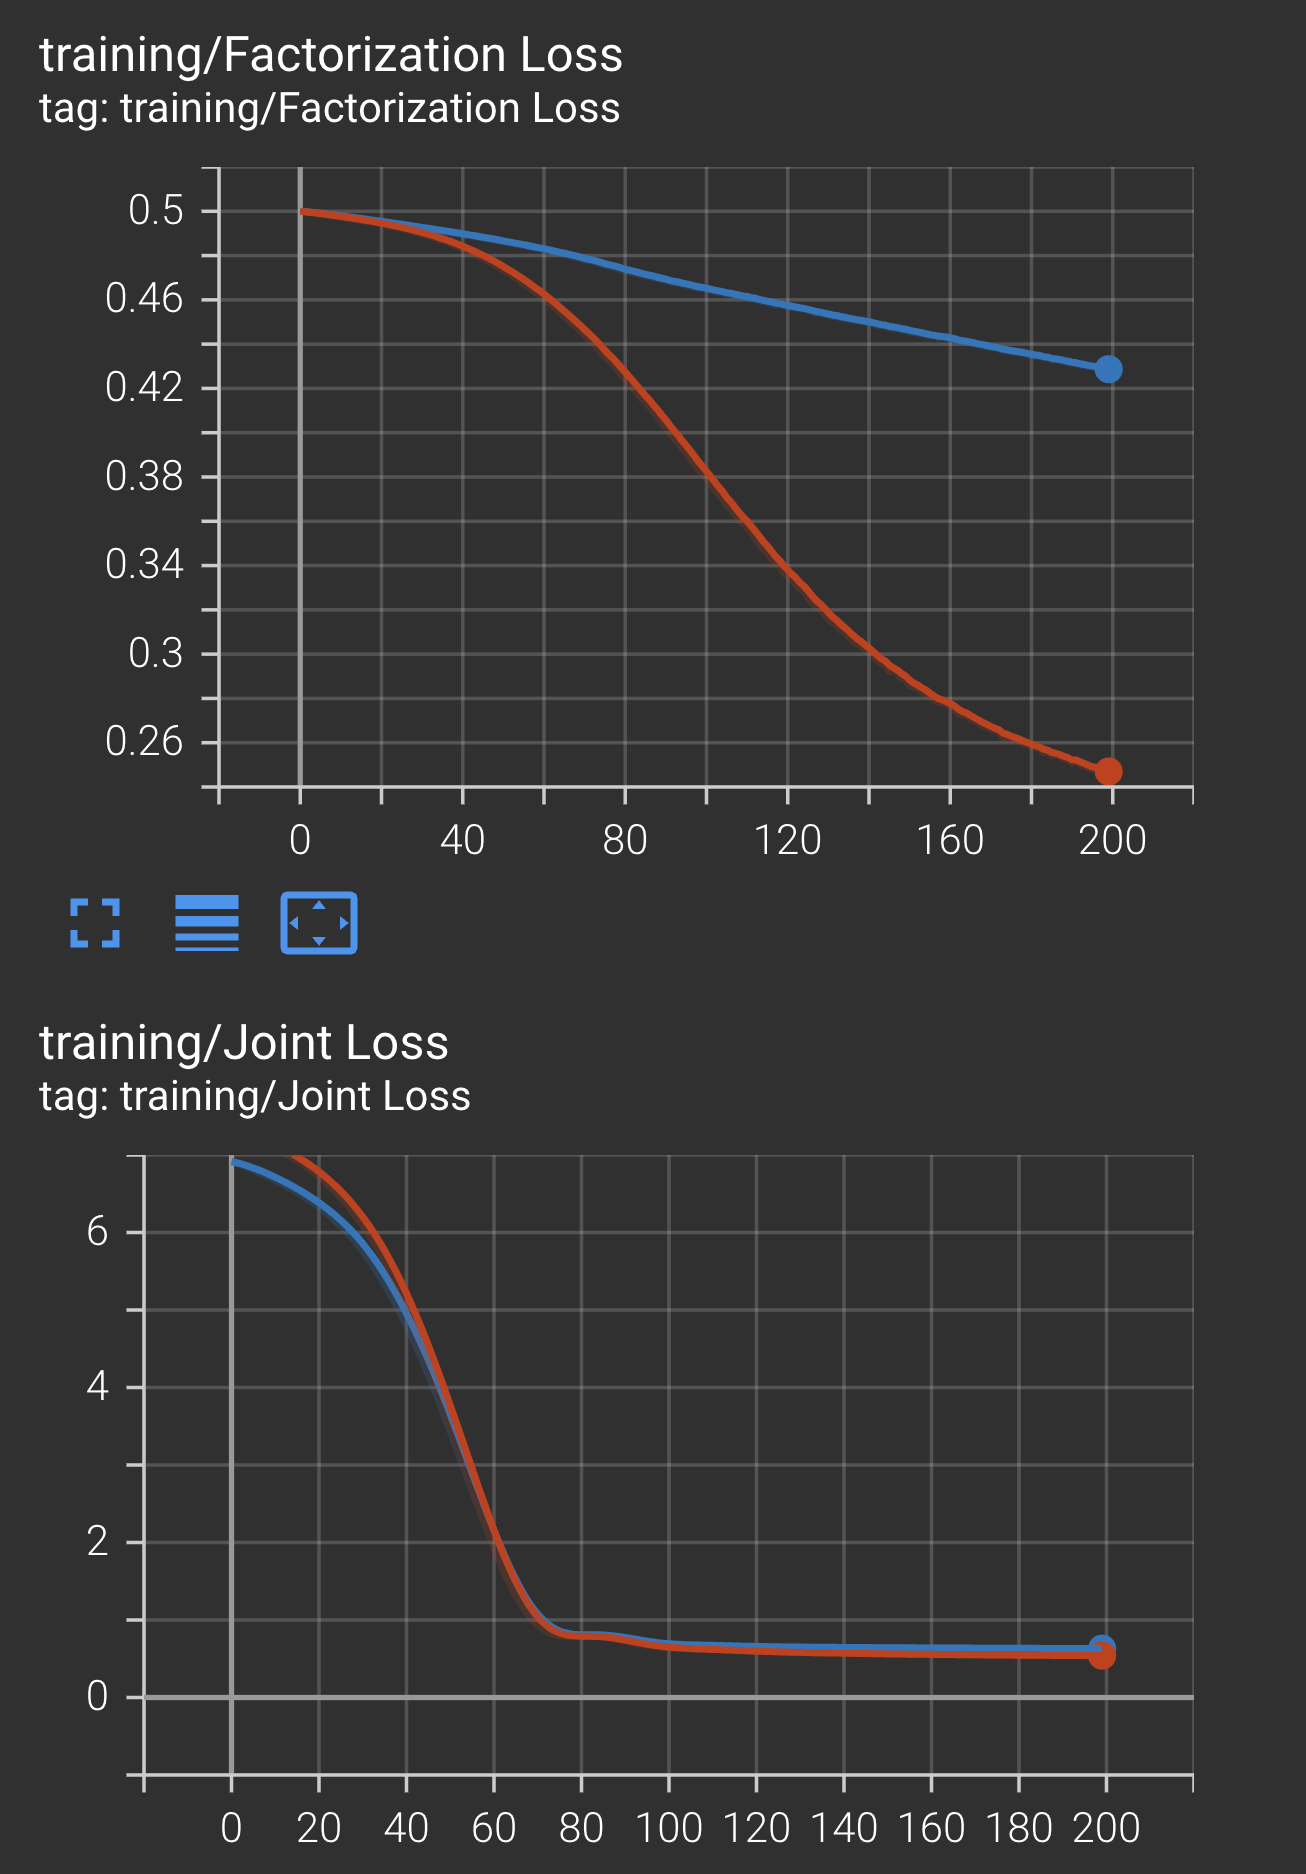 training/Factorization Loss
tag: training/Factorization Loss
0.5
0.46
0.42
0.38
0.34
0.3
0.26
0 40 80 120 160 200
training/Joint Loss
tag: training/Joint Loss
6
4
2
0
0 20 40 60 80 100 120 140 160 180 200